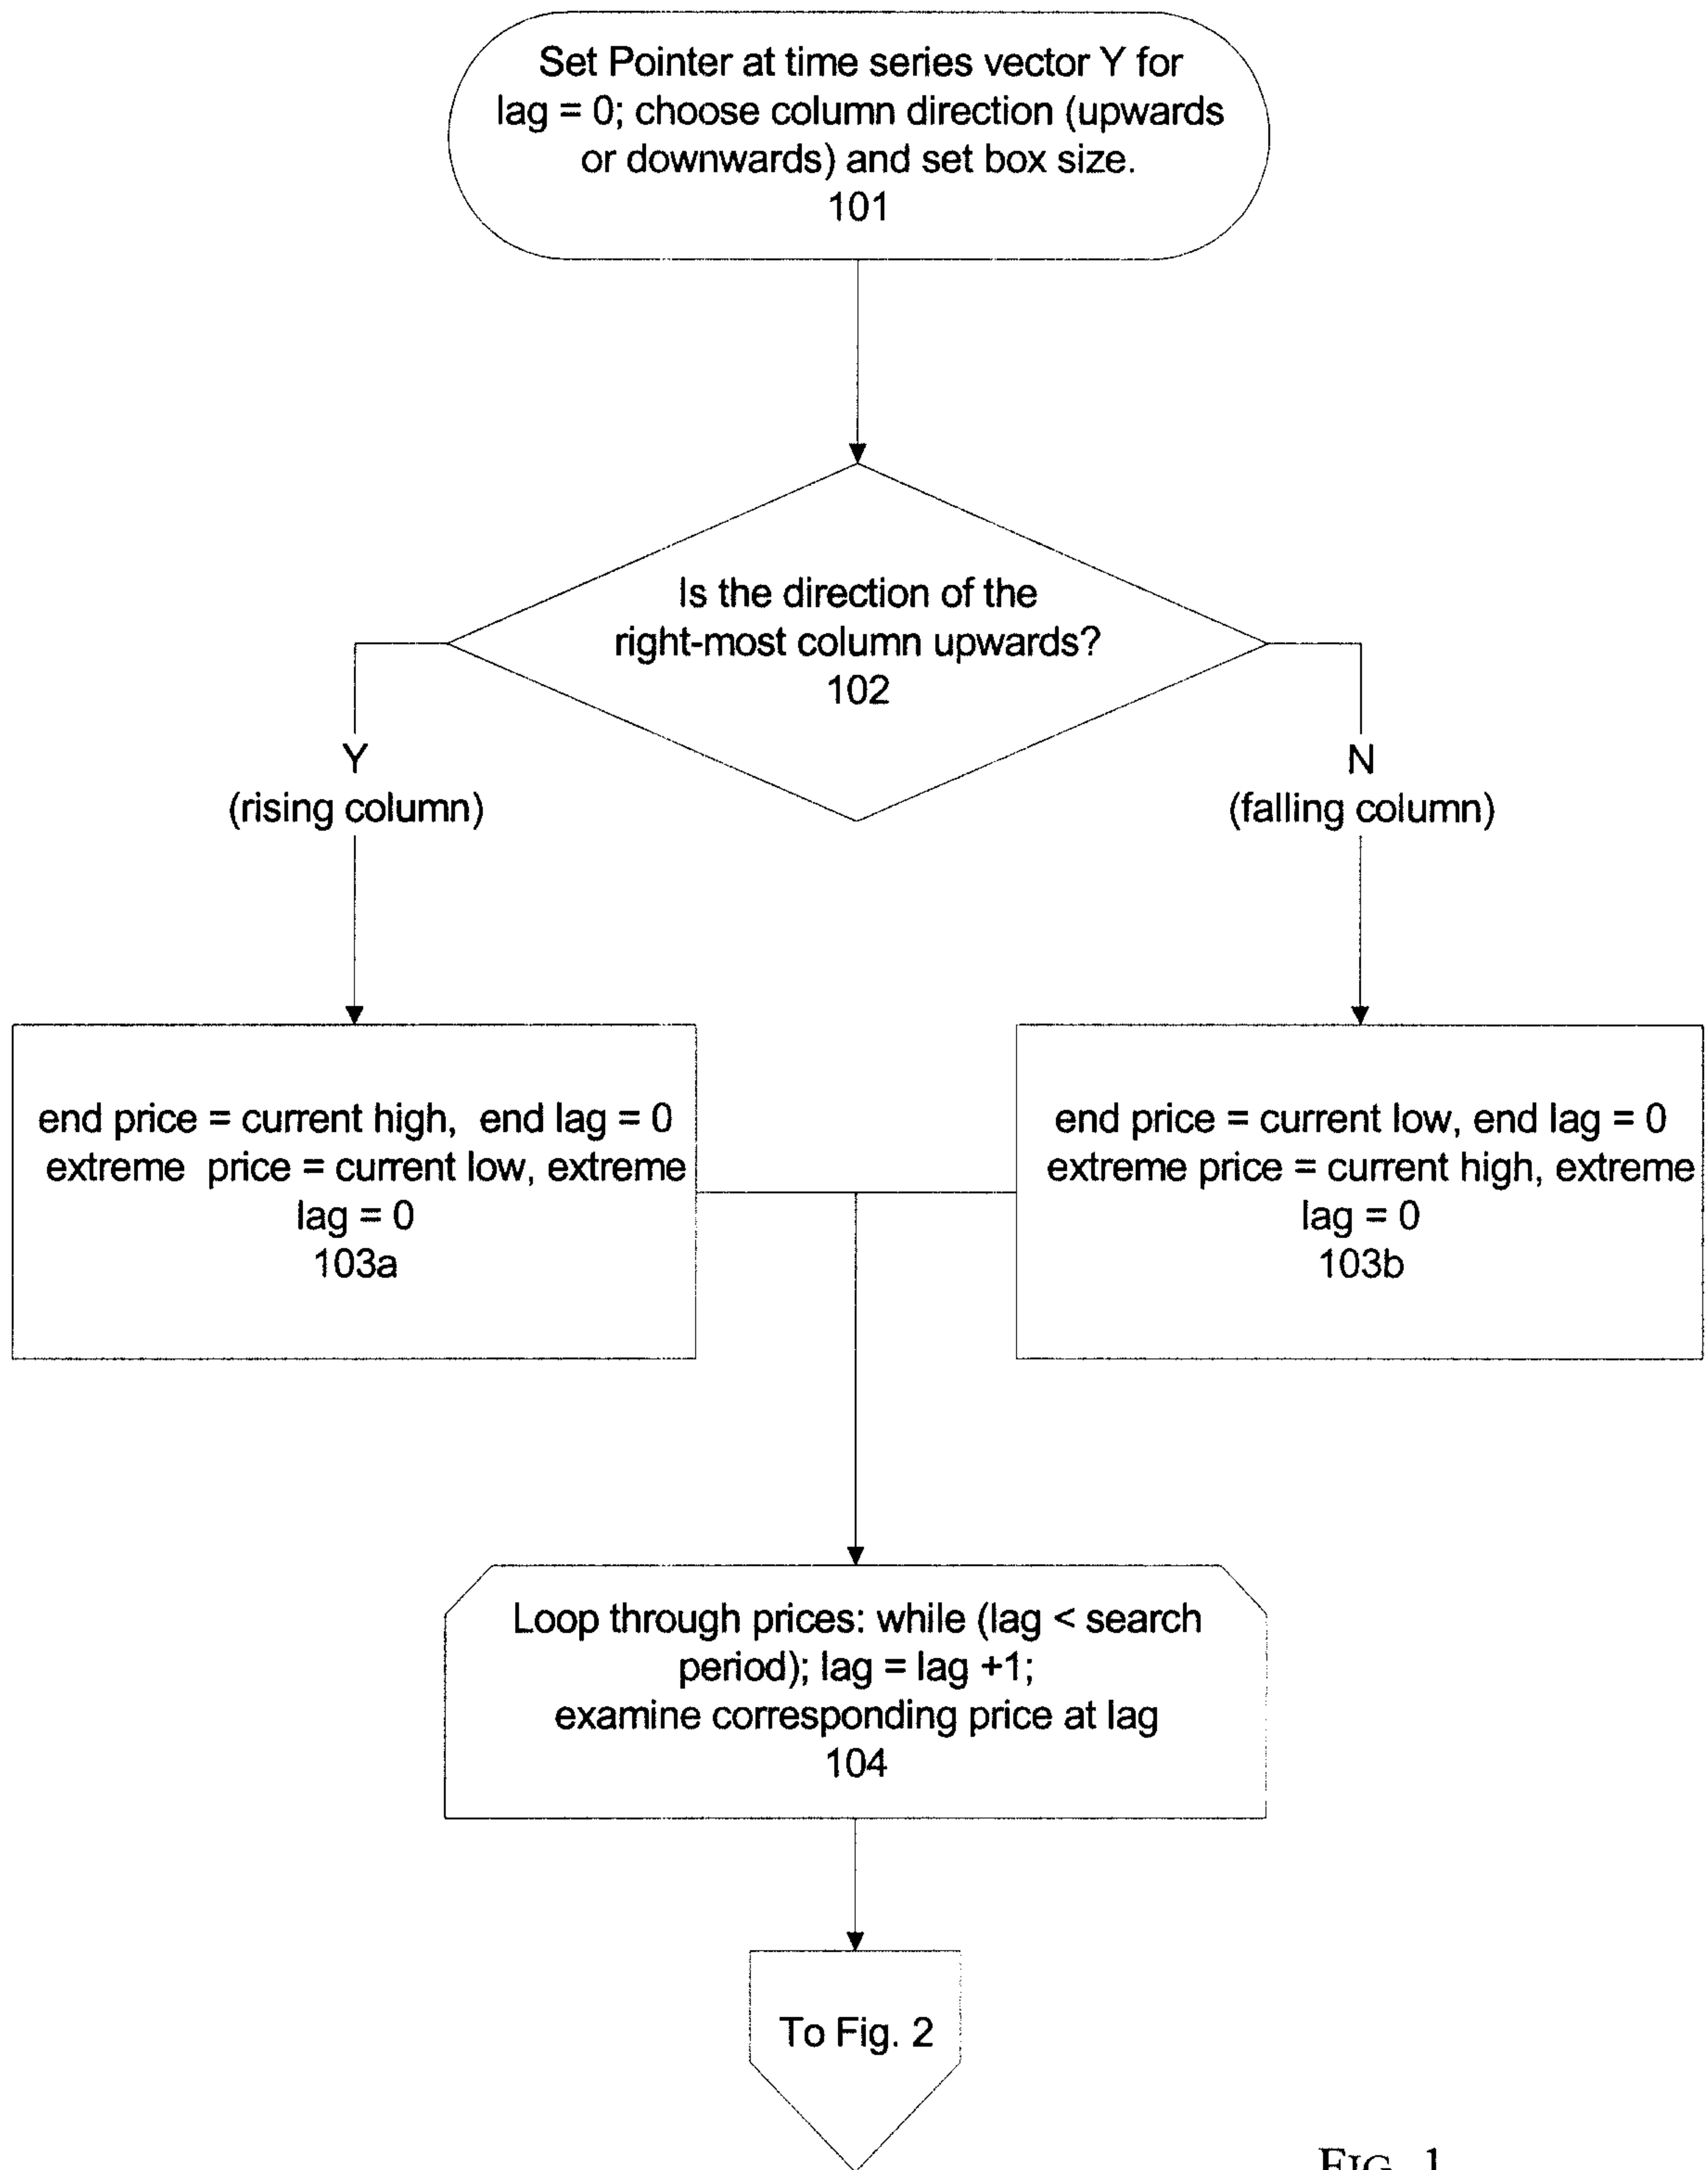 Set Pointer at time series vector Y for
lag = 0; choose column direction (upwards
or downwards) and set box size.
101
Is the direction of the
right-most column upwards?
102
Y
(rising column)
N
(falling column)
end price = current high, end lag = 0
extreme price = current low, extreme
lag = 0
103a
end price = current low, end lag = 0
extreme price = current high, extreme
lag = 0
103b
Loop through prices: while (lag < search
period); lag = lag +1;
examine corresponding price at lag
104
To Fig. 2
FIG. 1